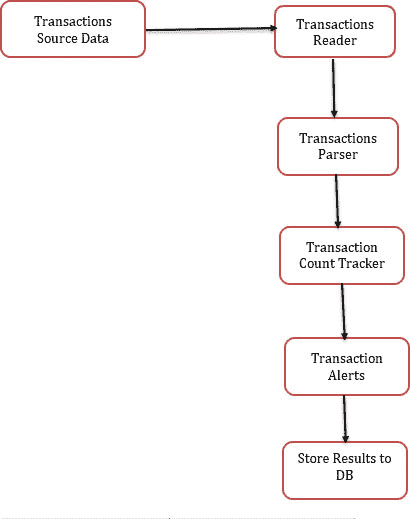 Transactions
Source Data
Transactions
Reader
Transactions
Parser
Transaction
Count Tracker
Transaction
Alerts
Store Results to
DB